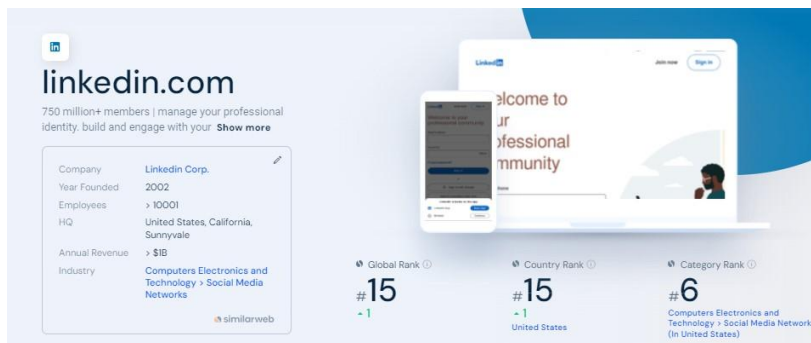 in
linkedin.com
750 million+ members | manage your professional
identity. build and engage with your Show more
Company Linkedin Corp.
Year Founded 2002
Employees > 10001
HQ United States, California,
Sunnyvale
Annual Revenue > $1B
Industry Computers Electronics and
Technology > Social Media
Networks
similarweb
Linked in
Join now Sign in
elcome to
ur
ofessional
mmunity
Global Rank
#15
1
Country Rank
#15
1
United States
Category Rank
#6
Computers Electronics and
Technology > Social Media Network
(In United States)